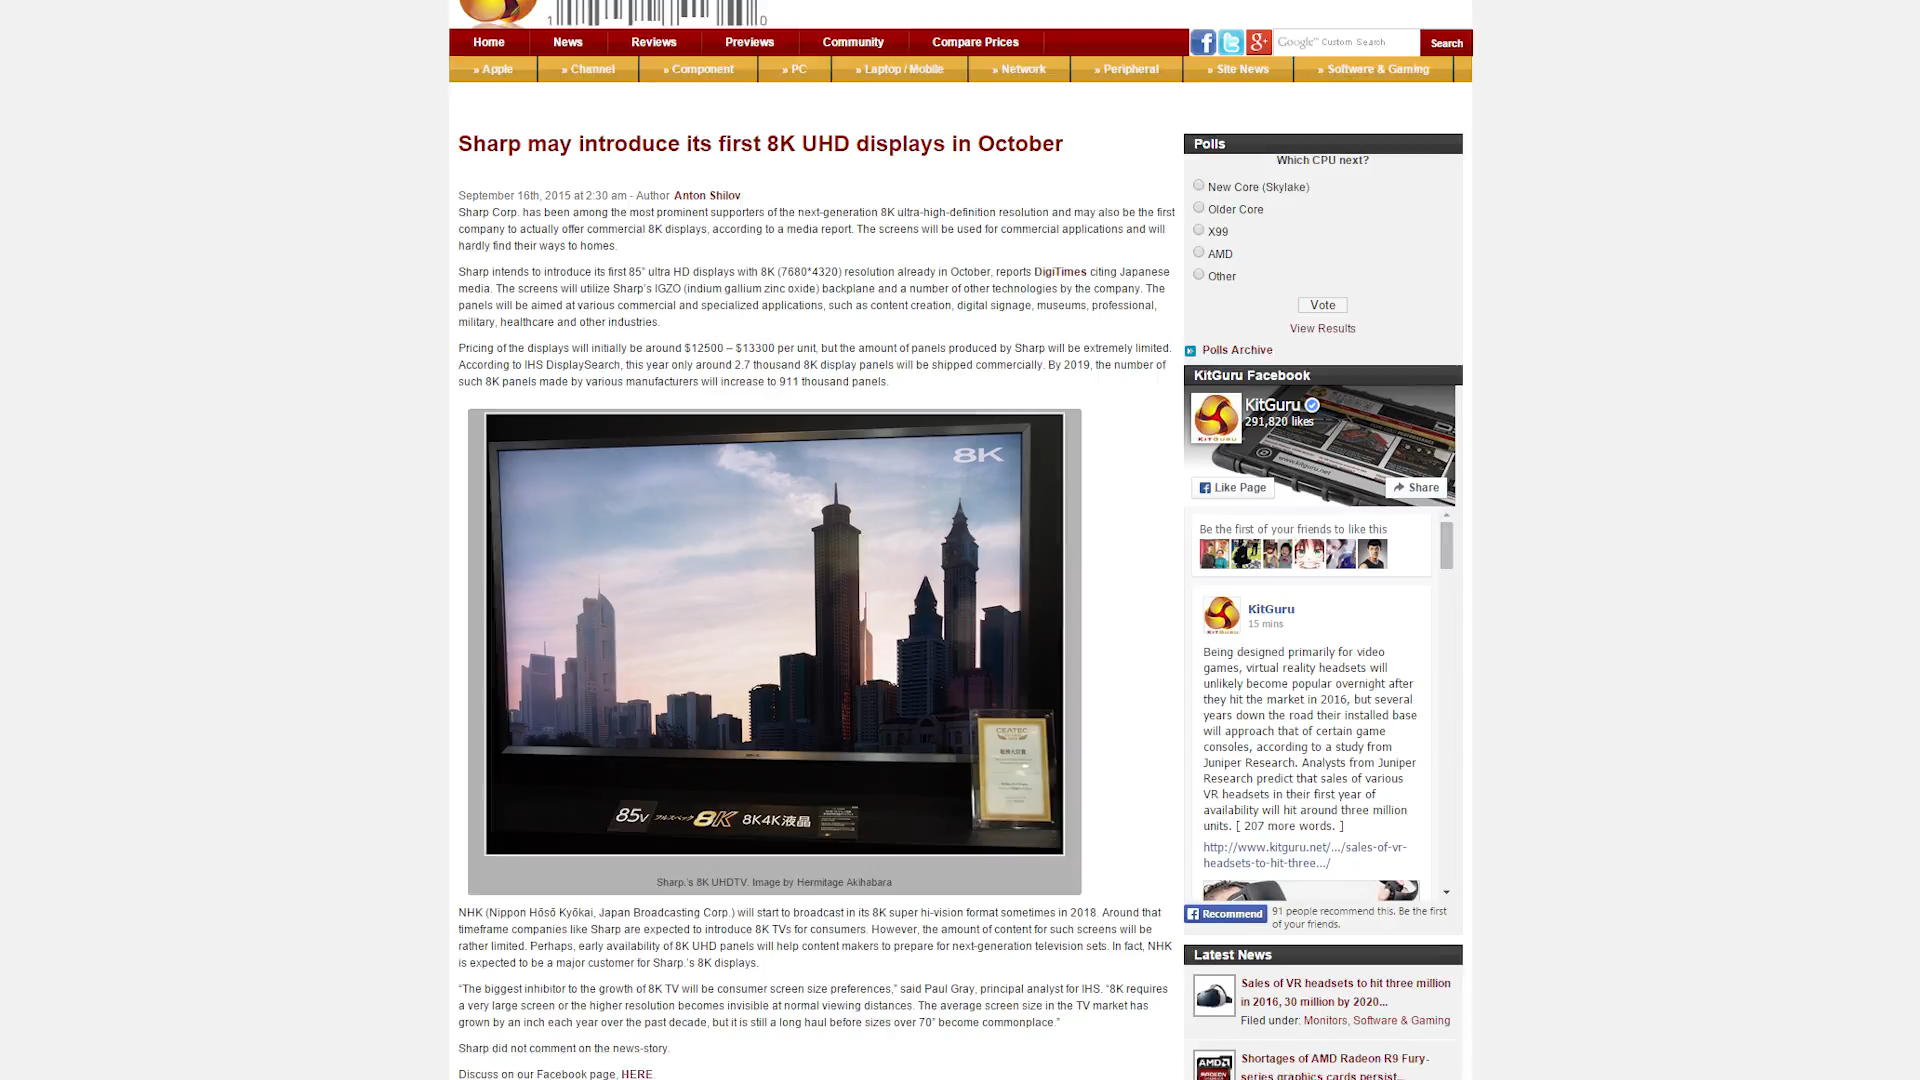 1 0
Home News Reviews Previews Community Compare Prices
Google™ Custom Search
Search
» Apple » Channel » Component » PC » Laptop / Mobile » Network » Peripheral » Site News » Software & Gaming
Sharp may introduce its first 8K UHD displays in October
September 16th, 2015 at 2:30 am - Author Anton Shilov
Sharp Corp. has been among the most prominent supporters of the next-generation 8K ultra-high-definition resolution and may also be the first
company to actually offer commercial 8K displays, according to a media report. The screens will be used for commercial applications and will
hardly find their ways to homes.
Sharp intends to introduce its first 85” ultra HD displays with 8K (7680*4320) resolution already in October, reports DigiTimes citing Japanese
media. The screens will utilize Sharp’s IGZO (indium gallium zinc oxide) backplane and a number of other technologies by the company. The
panels will be aimed at various commercial and specialized applications, such as content creation, digital signage, museums, professional,
military, healthcare and other industries.
Pricing of the displays will initially be around $12500 – $13300 per unit, but the amount of panels produced by Sharp will be extremely limited.
According to IHS DisplaySearch, this year only around 2.7 thousand 8K display panels will be shipped commercially. By 2019, the number of
such 8K panels made by various manufacturers will increase to 911 thousand panels.
8K
CEATEC
85v フルスペック 8K 8K4K液晶
Sharp.’s 8K UHDTV. Image by Hermitage Akihabara
NHK (Nippon Hōsō Kyōkai, Japan Broadcasting Corp.) will start to broadcast in its 8K super hi-vision format sometimes in 2018. Around that
timeframe companies like Sharp are expected to introduce 8K TVs for consumers. However, the amount of content for such screens will be
rather limited. Perhaps, early availability of 8K UHD panels will help content makers to prepare for next-generation television sets. In fact, NHK
is expected to be a major customer for Sharp.’s 8K displays.
“The biggest inhibitor to the growth of 8K TV will be consumer screen size preferences,” said Paul Gray, principal analyst for IHS. “8K requires
a very large screen or the higher resolution becomes invisible at normal viewing distances. The average screen size in the TV market has
grown by an inch each year over the past decade, but it is still a long haul before sizes over 70” become commonplace.”
Sharp did not comment on the news-story.
Discuss on our Facebook page, HERE
Polls
Which CPU next?
New Core (Skylake)
Older Core
X99
AMD
Other
Vote
View Results
Polls Archive
KitGuru Facebook
KitGuru
291,820 likes
KITGURU
www.kitguru.net
Like Page
Share
Be the first of your friends to like this
KitGuru
15 mins
KITGURU
Being designed primarily for video
games, virtual reality headsets will
unlikely become popular overnight after
they hit the market in 2016, but several
years down the road their installed base
will approach that of certain game
consoles, according to a study from
Juniper Research. Analysts from Juniper
Research predict that sales of various
VR headsets in their first year of
availability will hit around three million
units. [ 207 more words. ]
http://www.kitguru.net/.../sales-of-vr-
headsets-to-hit-three.../
Recommend
91 people recommend this. Be the first
of your friends.
Latest News
Sales of VR headsets to hit three million
in 2016, 30 million by 2020...
Filed under: Monitors, Software & Gaming
AMD
RADEON
Shortages of AMD Radeon R9 Fury-
series graphics cards persist...